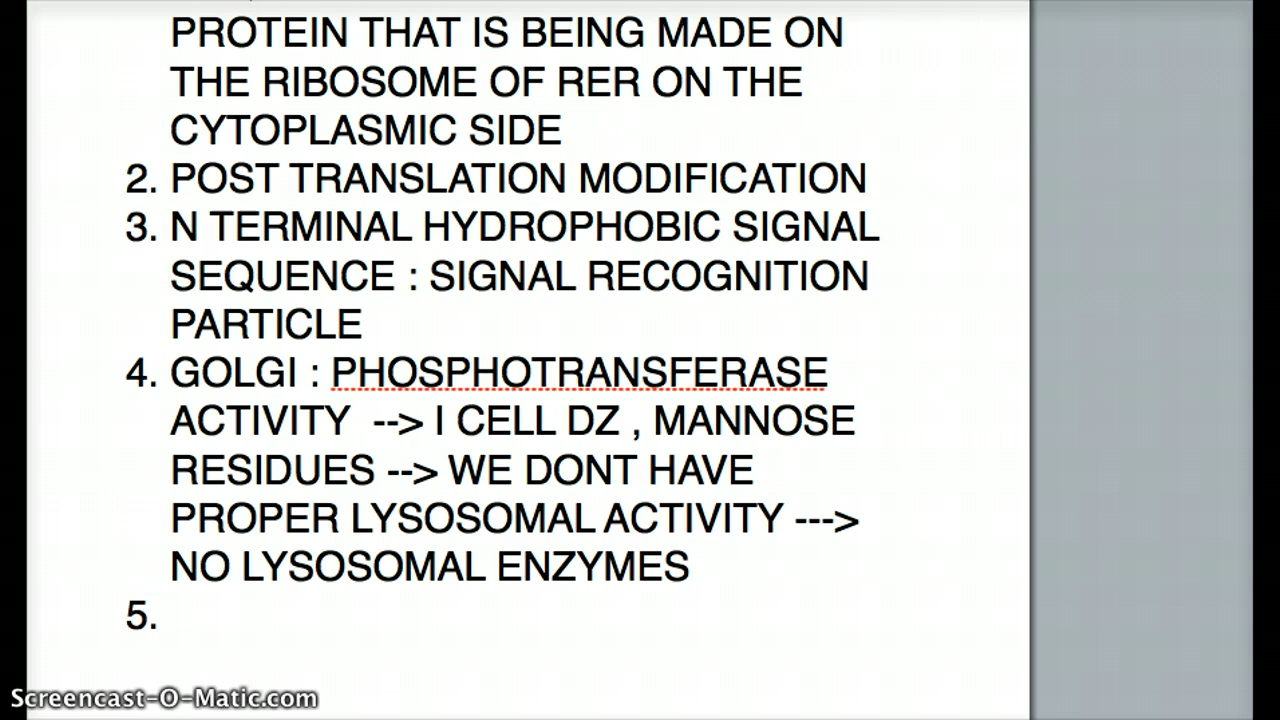 PROTEIN THAT IS BEING MADE ON
THE RIBOSOME OF RER ON THE
CYTOPLASMIC SIDE
2. POST TRANSLATION MODIFICATION
3. N TERMINAL HYDROPHOBIC SIGNAL
SEQUENCE : SIGNAL RECOGNITION
PARTICLE
4. GOLGI : PHOSPHOTRANSFERASE
ACTIVITY --> I CELL DZ , MANNOSE
RESIDUES --> WE DONT HAVE
PROPER LYSOSOMAL ACTIVITY --->
NO LYSOSOMAL ENZYMES
5.
Screencast-O-Matic.com